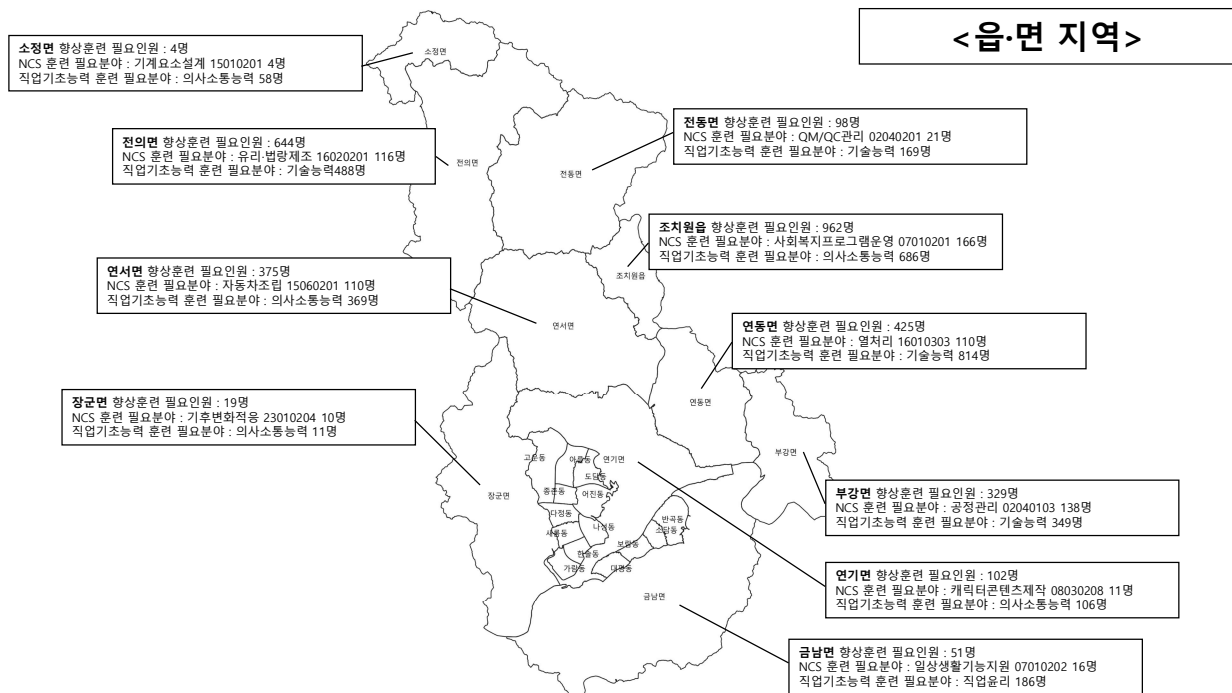 <읍·면 지역>
소정면 향상훈련 필요인원 : 4명
NCS 훈련 필요분야 : 기계요소설계 15010201 4명
직업기초능력 훈련 필요분야 : 의사소통능력 58명
소정면
전동면 향상훈련 필요인원 : 98명
NCS 훈련 필요분야 : QM/QC관리 02040201 21명
직업기초능력 훈련 필요분야 : 기술능력 169명
전의면 향상훈련 필요인원 : 644명
NCS 훈련 필요분야 : 유리·법랑제조 16020201 116명
직업기초능력 훈련 필요분야 : 기술능력488명
전의면
전동면
조치원읍 향상훈련 필요인원 : 962명
NCS 훈련 필요분야 : 사회복지프로그램운영 07010201 166명
직업기초능력 훈련 필요분야 : 의사소통능력 686명
조치원읍
연서면 향상훈련 필요인원 : 375명
NCS 훈련 필요분야 : 자동차조립 15060201 110명
직업기초능력 훈련 필요분야 : 의사소통능력 369명
연서면
연동면 향상훈련 필요인원 : 425명
NCS 훈련 필요분야 : 열처리 16010303 110명
직업기초능력 훈련 필요분야 : 기술능력 814명
연동면
장군면 향상훈련 필요인원 : 19명
NCS 훈련 필요분야 : 기후변화적응 23010204 10명
직업기초능력 훈련 필요분야 : 의사소통능력 11명
부강면
고운동
아름동
연기면
도담동
종촌동
어진동
장군면
다정동
나성동
새롬동
반곡동
소담동
보람동
한솔동
가람동
대평동
금남면
부강면 향상훈련 필요인원 : 329명
NCS 훈련 필요분야 : 공정관리 02040103 138명
직업기초능력 훈련 필요분야 : 기술능력 349명
연기면 향상훈련 필요인원 : 102명
NCS 훈련 필요분야 : 캐릭터콘텐츠제작 08030208 11명
직업기초능력 훈련 필요분야 : 의사소통능력 106명
금남면 향상훈련 필요인원 : 51명
NCS 훈련 필요분야 : 일상생활기능지원 07010202 16명
직업기초능력 훈련 필요분야 : 직업윤리 186명